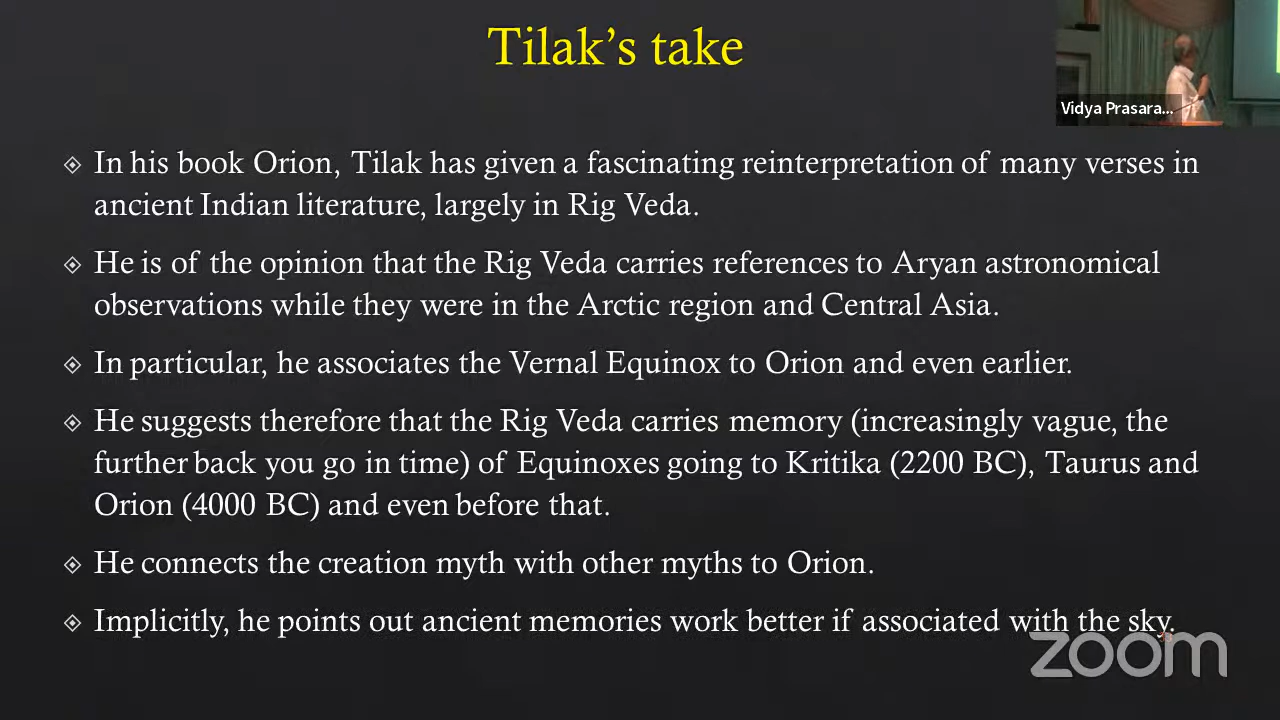 Tilak's take
Vidya Prasara...
In his book Orion, Tilak has given a fascinating reinterpretation of many verses in
ancient Indian literature, largely in Rig Veda.
He is of the opinion that the Rig Veda carries references to Aryan astronomical
observations while they were in the Arctic region and Central Asia.
In particular, he associates the Vernal Equinox to Orion and even earlier.
He suggests therefore that the Rig Veda carries memory (increasingly vague, the
further back you go in time) of Equinoxes going to Kritika (2200 BC), Taurus and
Orion (4000 BC) and even before that.
He connects the creation myth with other myths to Orion.
Implicitly, he points out ancient memories work better if associated with the sky.
zoom